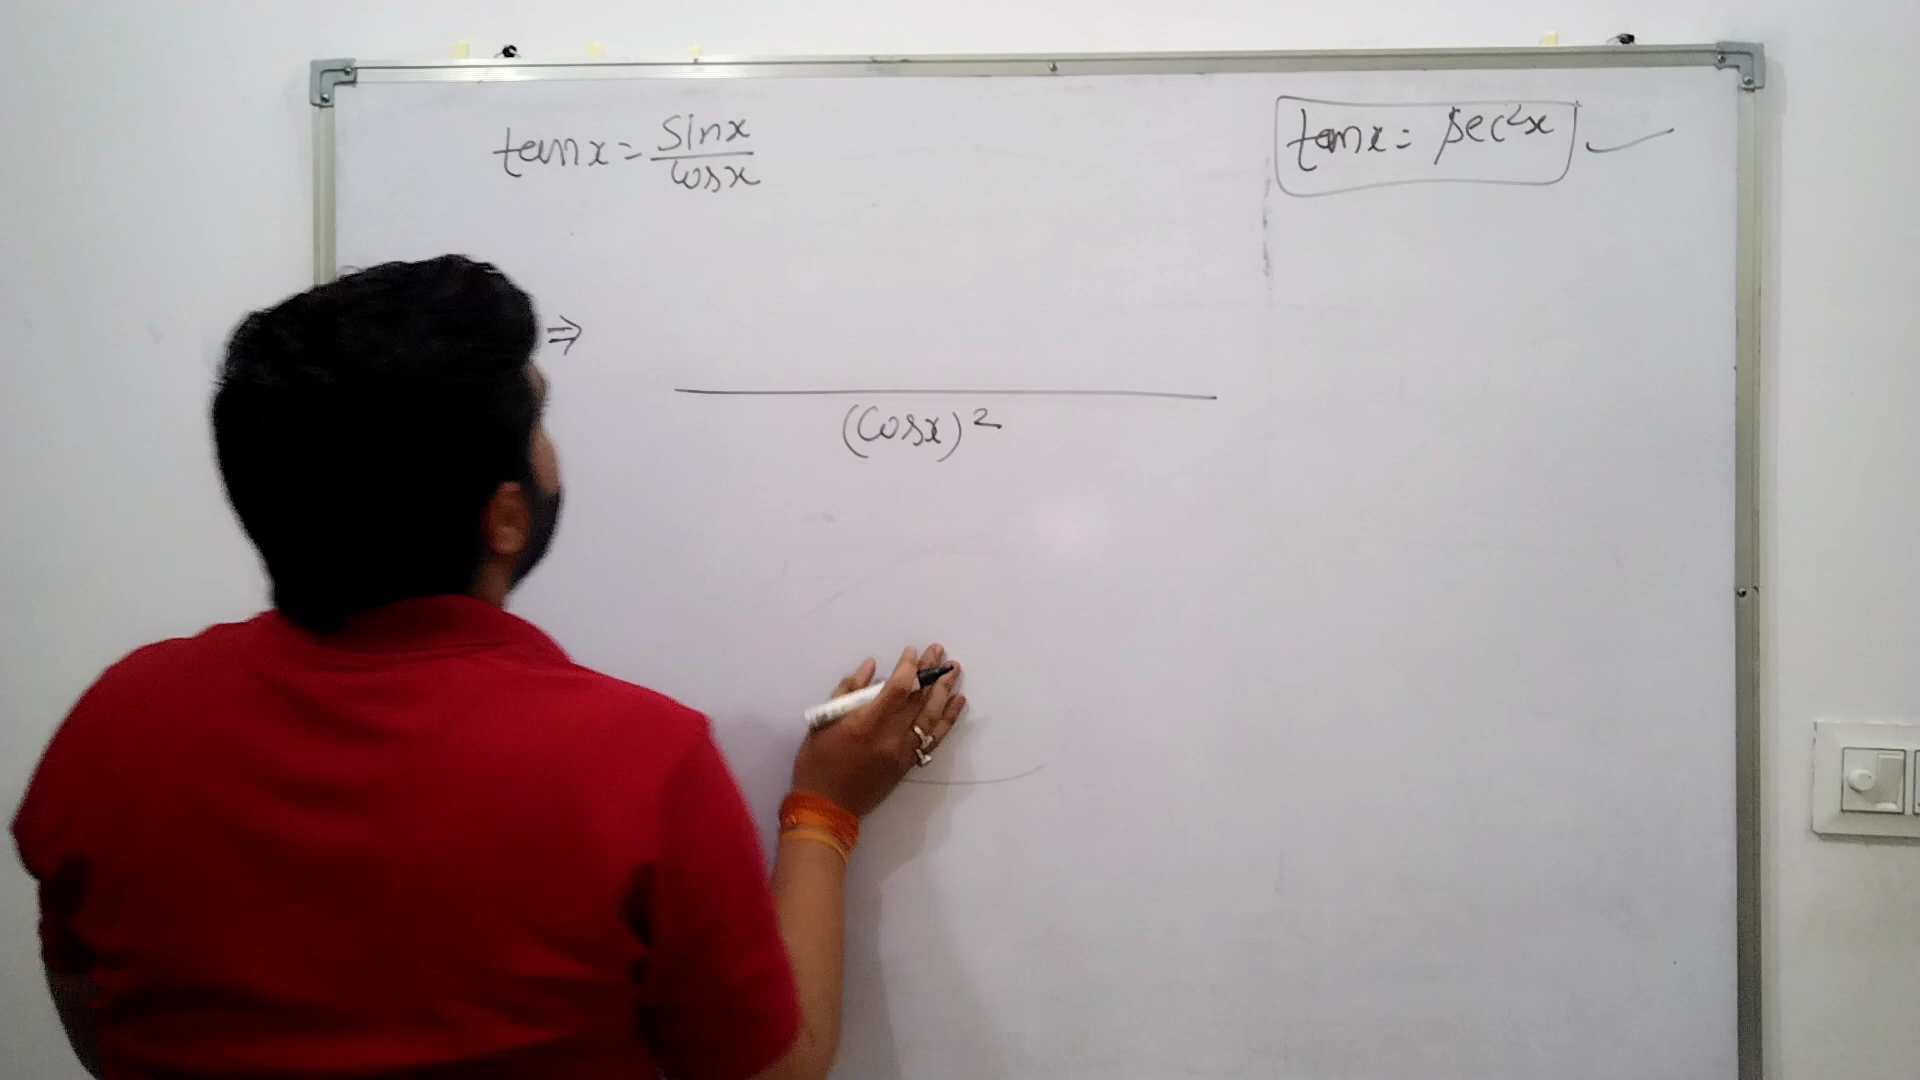 tanx = sinx/cosx
tanx = sec²x
⇒
(cosx)²